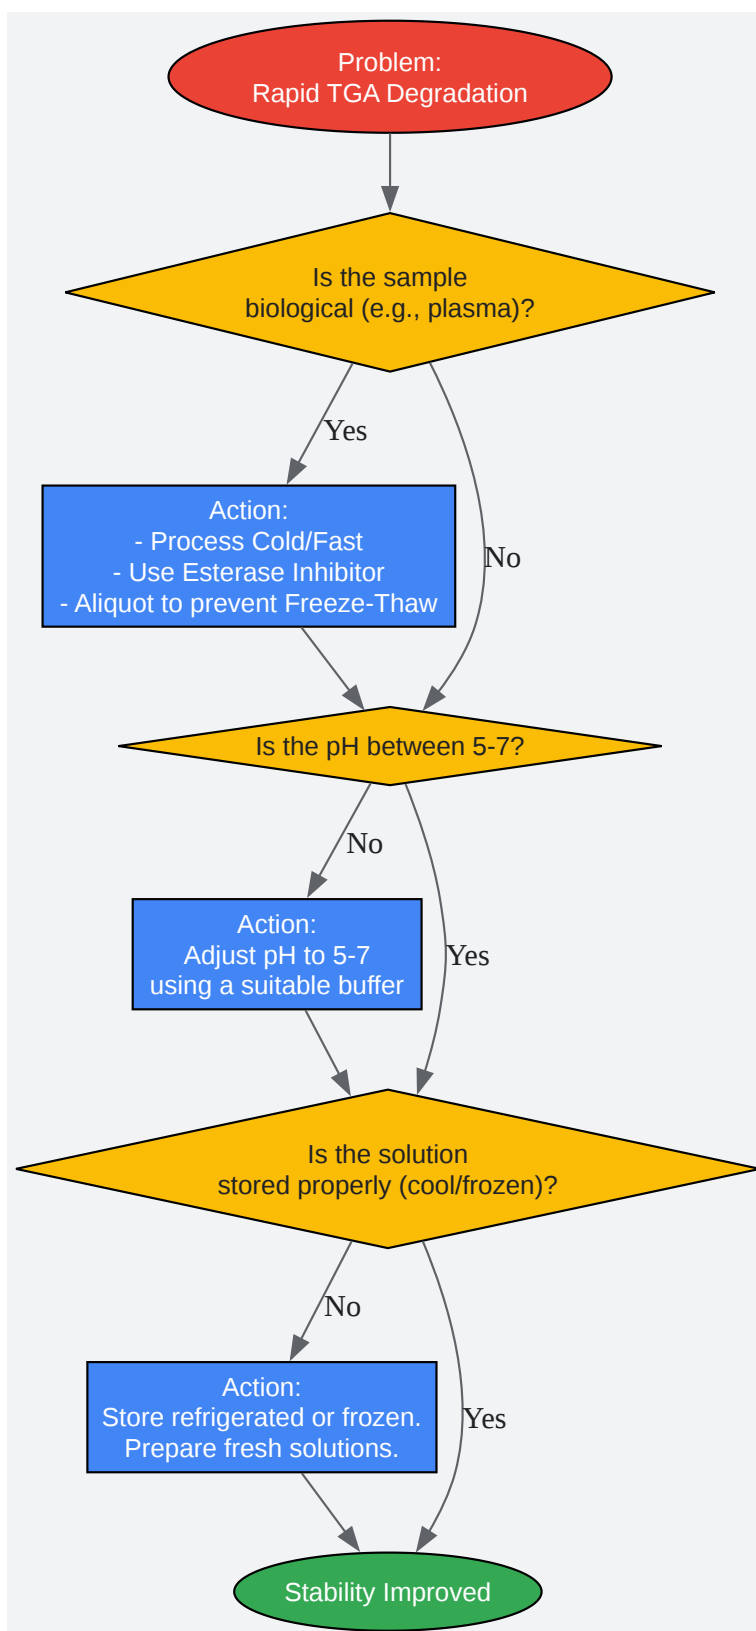 Problem:
Rapid TGA Degradation
Is the sample
biological (e.g., plasma)?
Yes
Action:
- Process Cold/Fast
- Use Esterase Inhibitor
- Aliquot to prevent Freeze-Thaw
No
Is the pH between 5-7?
No
Action:
Adjust pH to 5-7
using a suitable buffer
Yes
Is the solution
stored properly (cool/frozen)?
No
Action:
Store refrigerated or frozen.
Prepare fresh solutions.
Yes
Stability Improved